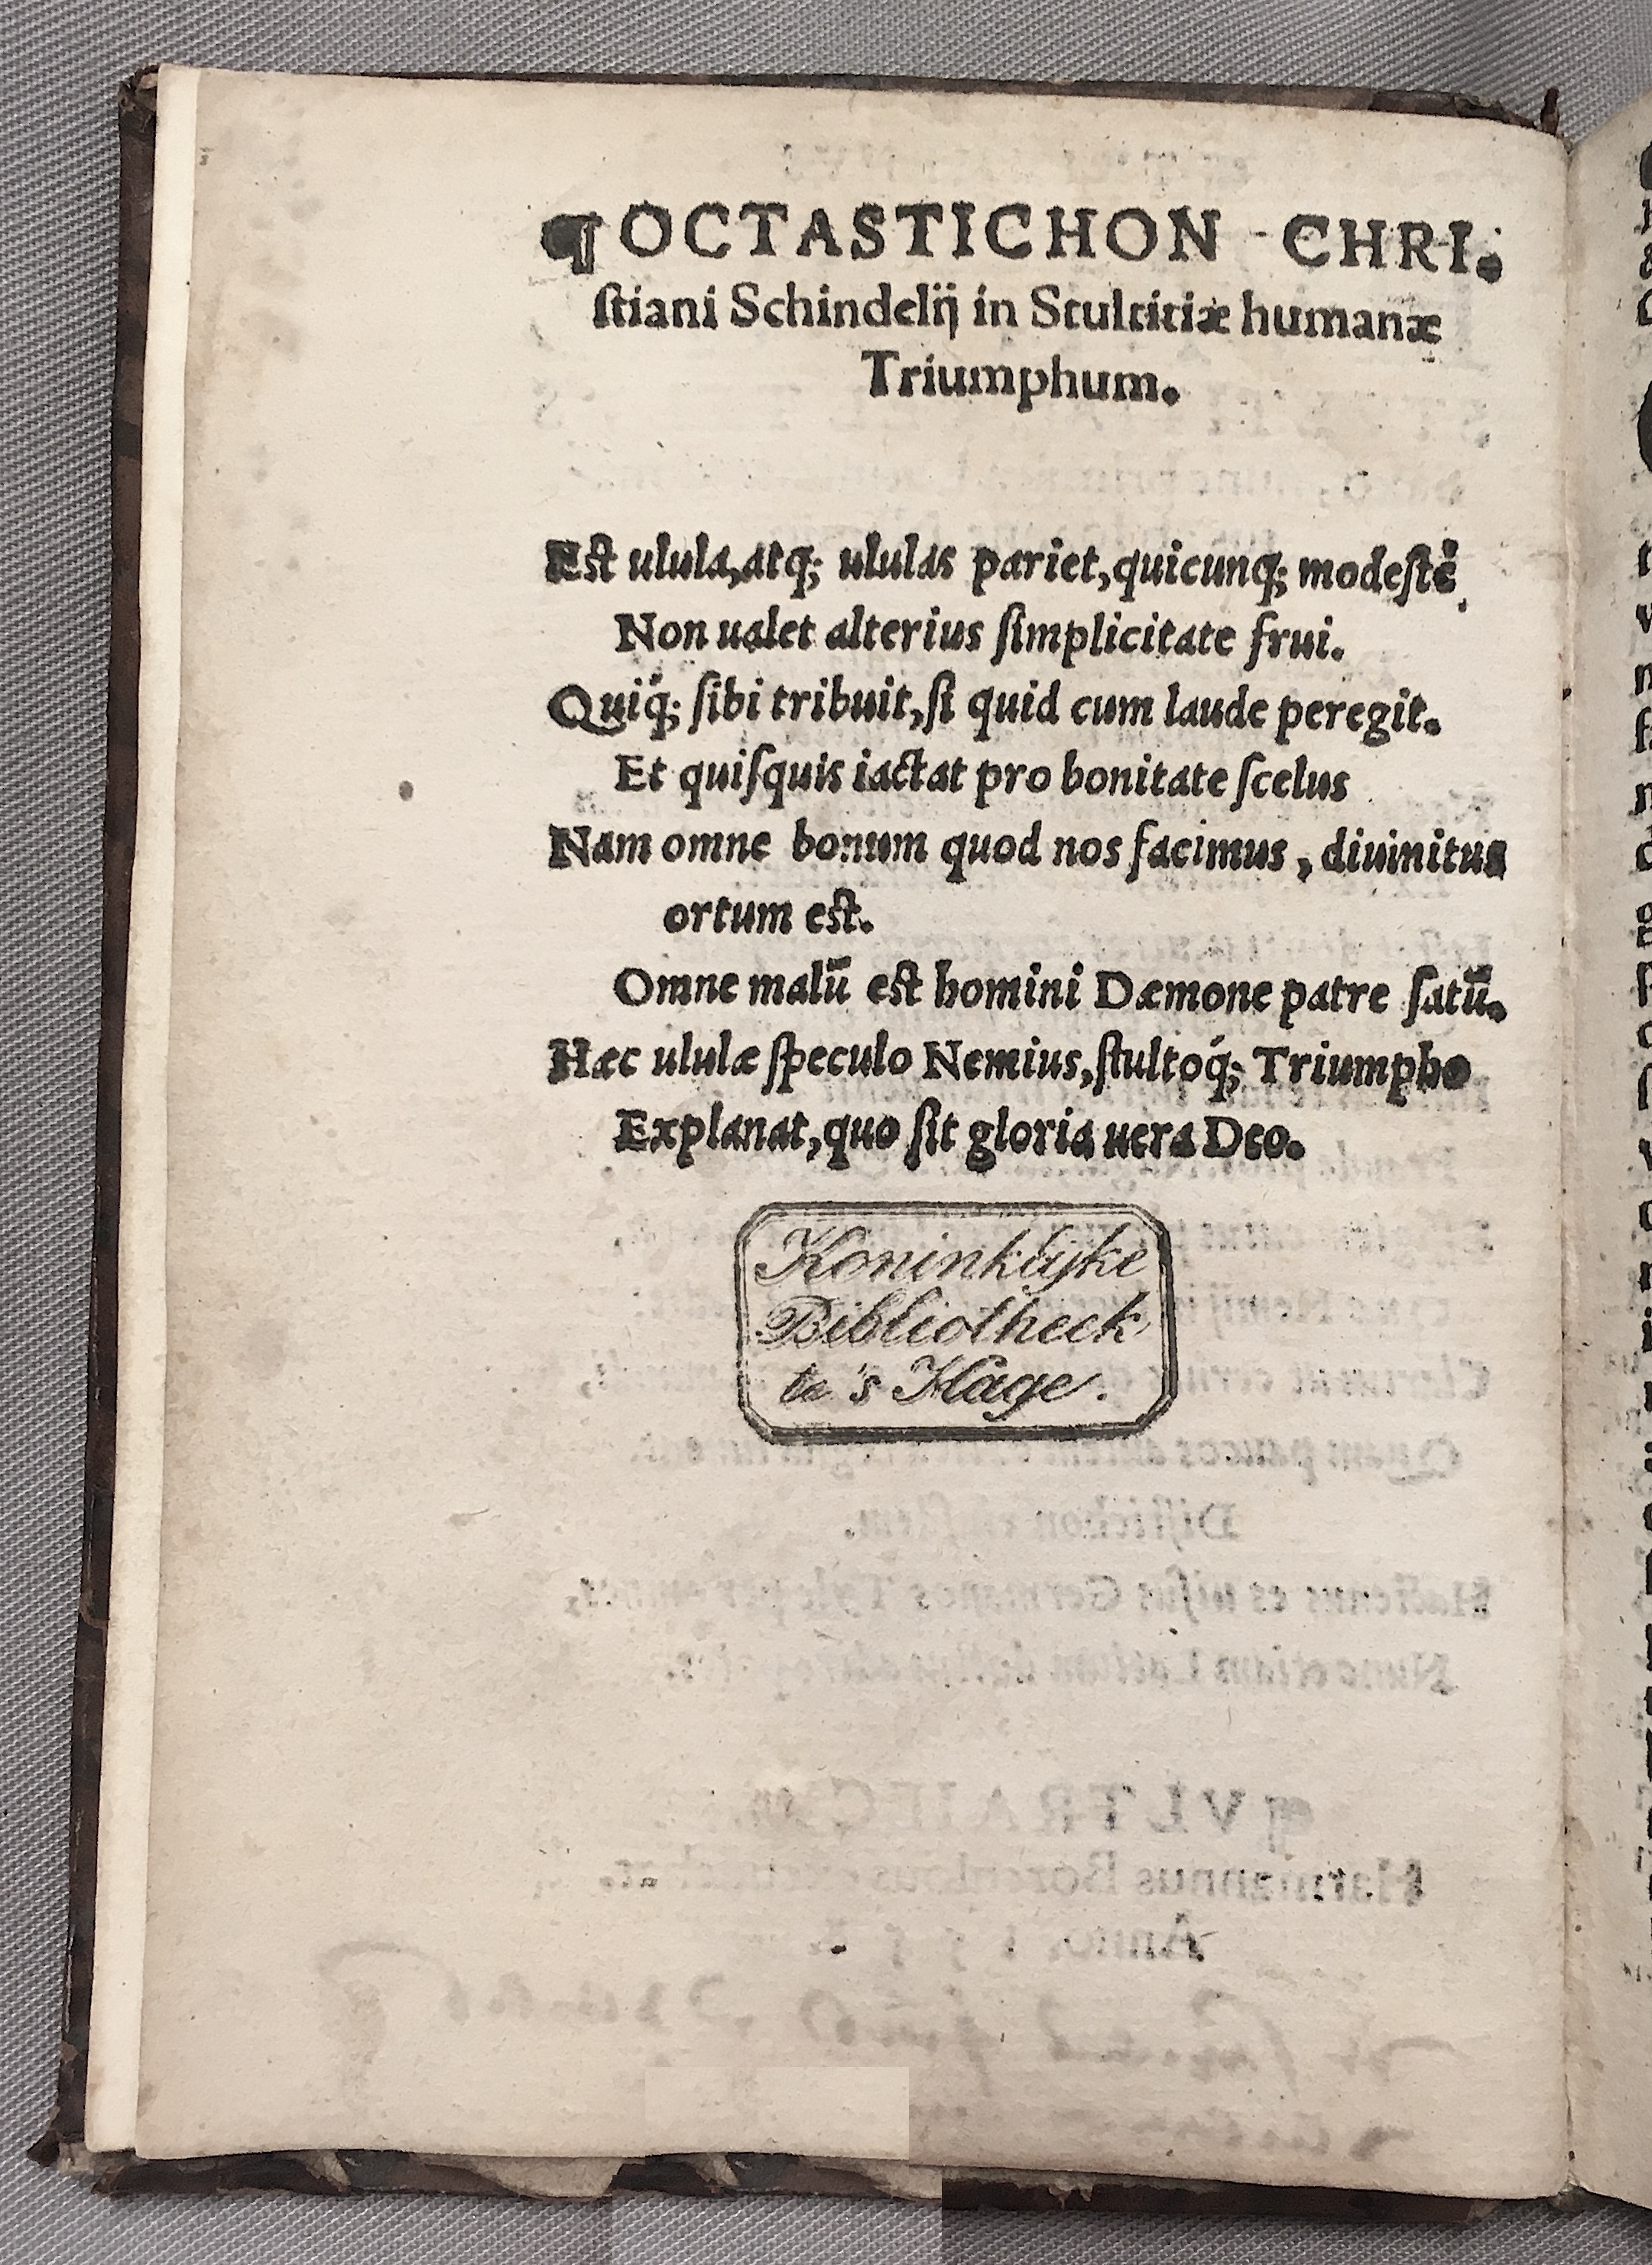 ¶OCTASTICHON CHRI.
ſtiani Schindelĳ in Stultitiæ humanæ
Triumphum.
Est ulula,atq; ululas pariet,quicunq; modeſtè
Non ualet alterius ſimplicitate frui.
Quiq́; ſibi tribuit,ſi quid cum laude peregit.
Et quiſquis iactat pro bonitate ſcelus
Nam omne bonum quod nos facimus, diuinitus
ortum est.
Omne malū est homini Dæmone patre ſatū.
Hæc ululæ ſpeculo Nemius,ſtultoq́; Triumpho
Explanat,quo ſit gloria uera Deo.
Koninklijke
Bibliotheek
te 's Hage.